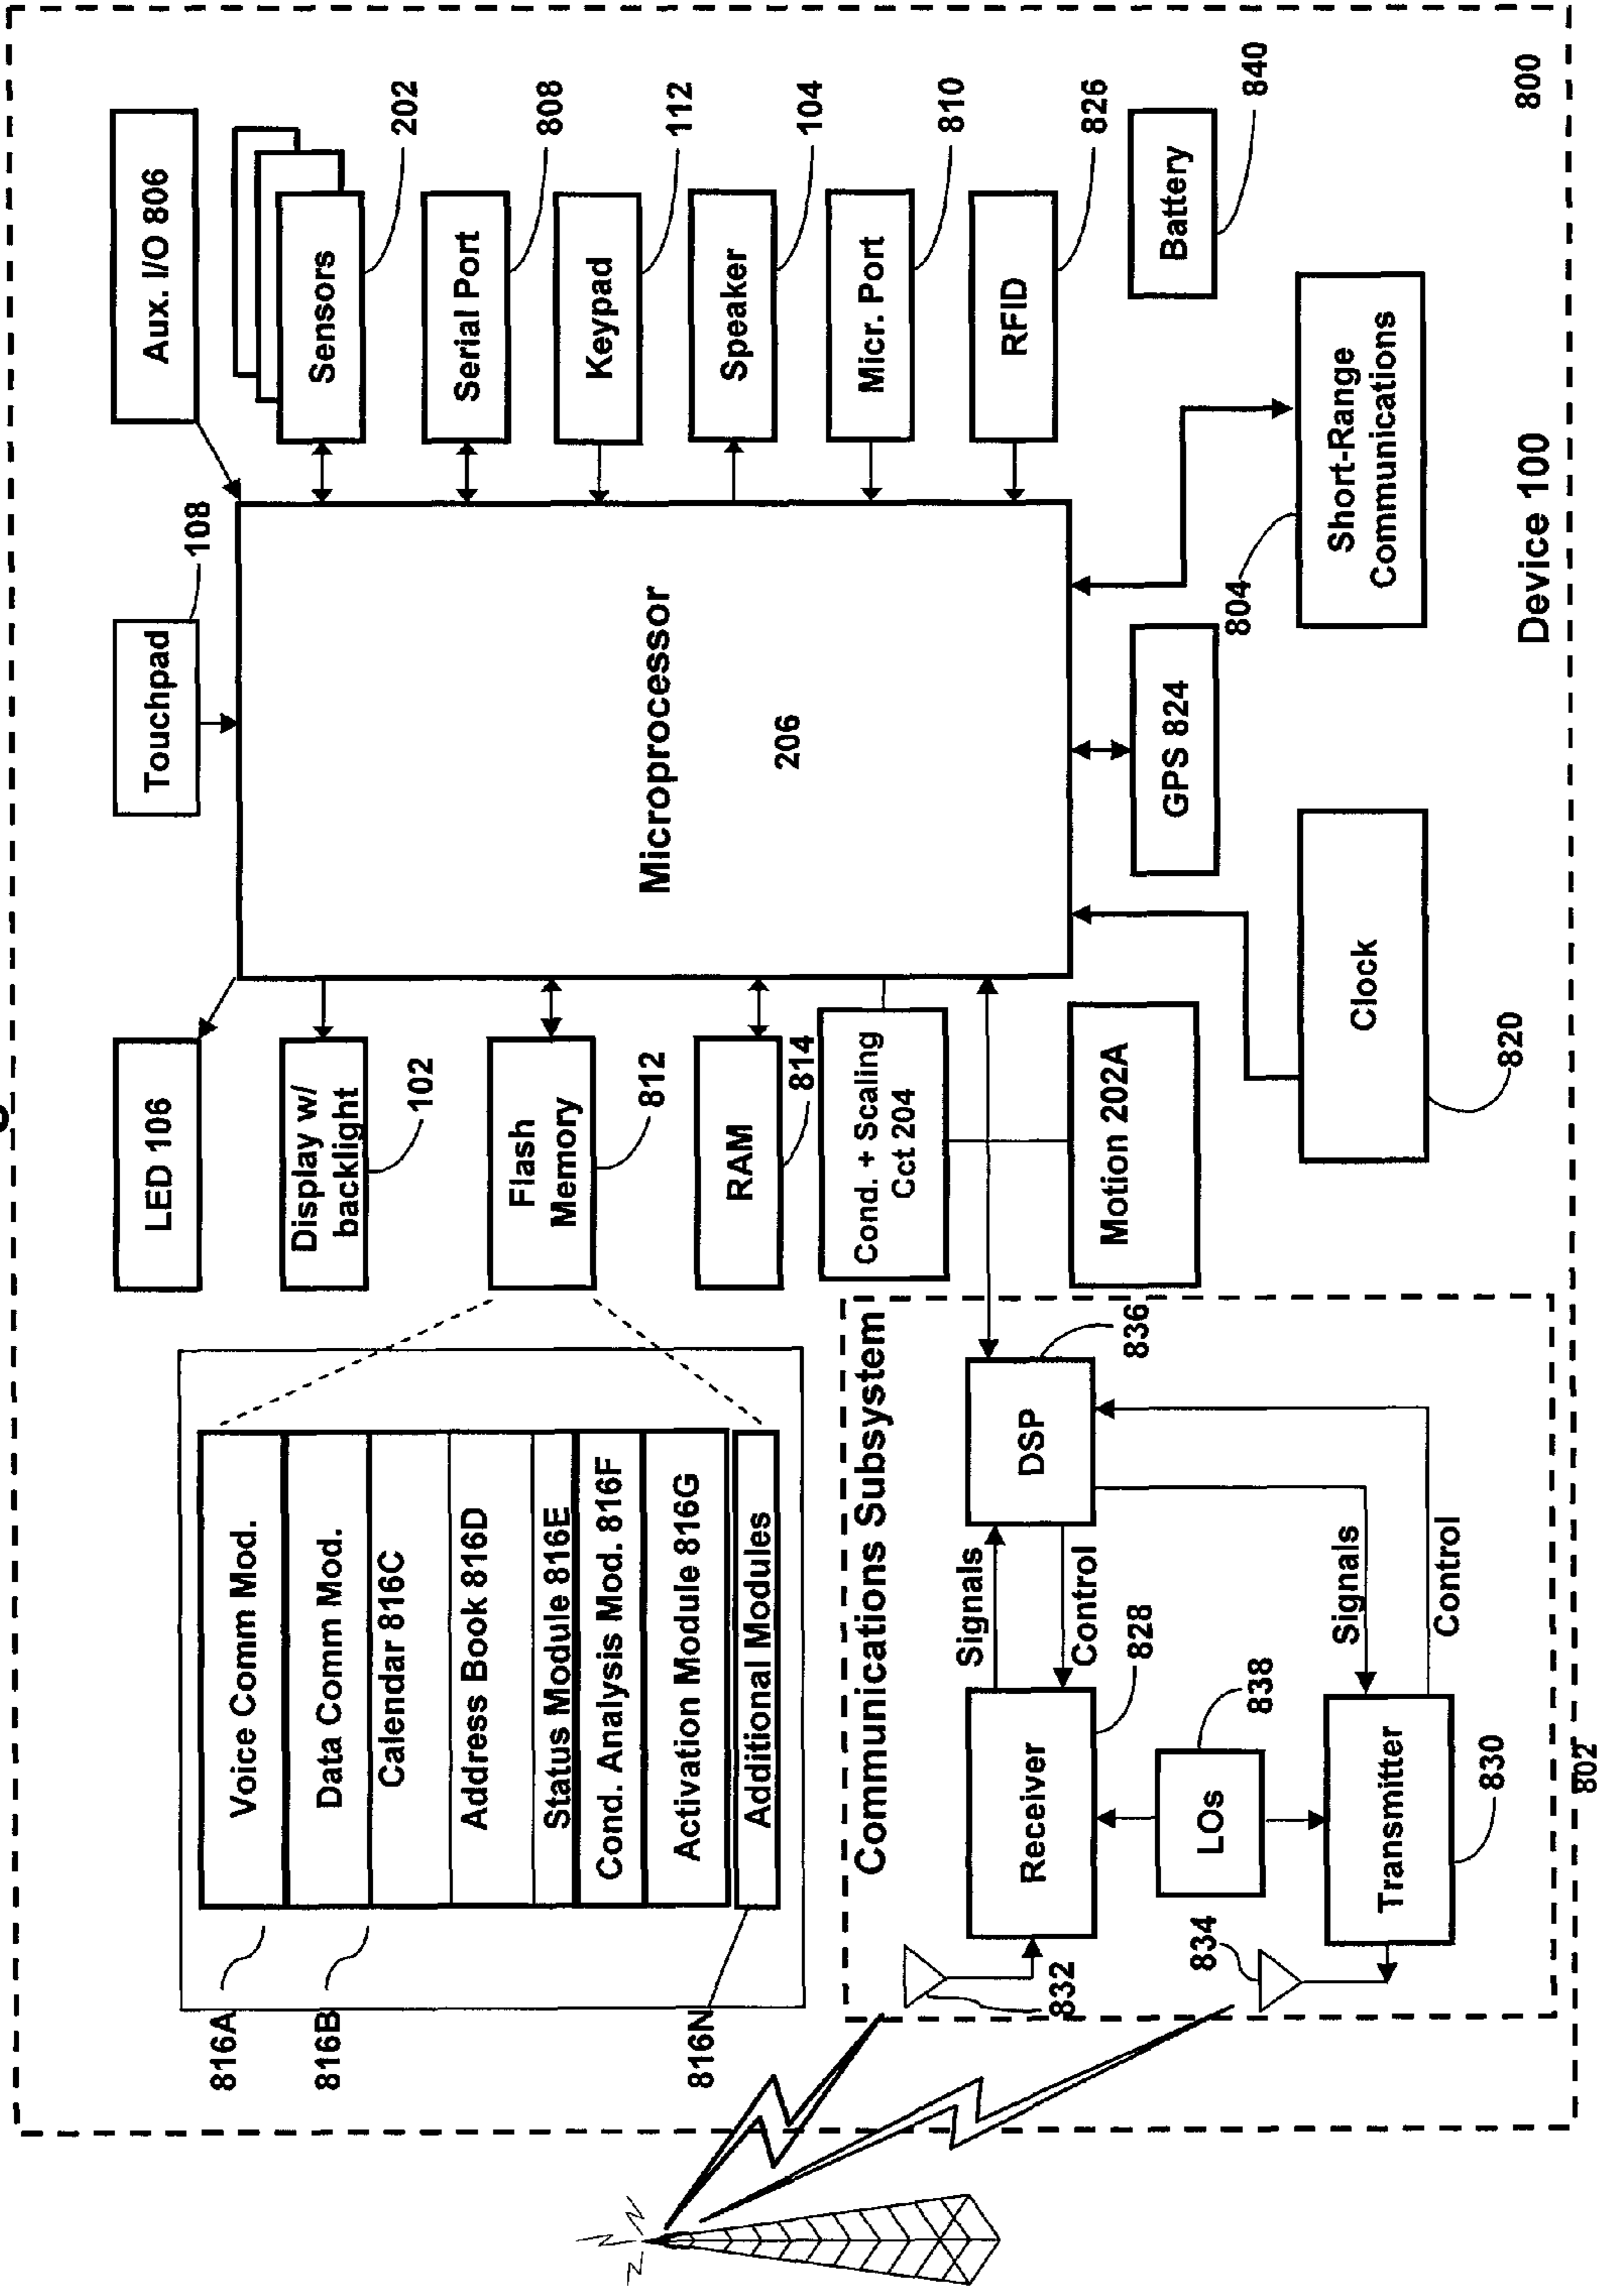 816A
816B
816N
Voice Comm Mod.
Data Comm Mod.
Calendar 816C
Address Book 816D
Status Module 816E
Cond. Analysis Mod. 816F
Activation Module 816G
Additional Modules
LED 106
Display w/
backlight
102
Flash
Memory
812
RAM
814
Cond. + Scaling
Cct 204
Motion 202A
Touchpad
108
Microprocessor
206
Aux. I/O 806
Sensors
202
Serial Port
808
Keypad
112
Speaker
104
Micr. Port
810
RFID
826
Battery
840
GPS 824
804
Short-Range
Communications
Clock
820
Communications Subsystem
832
Receiver
828
Signals
Control
DSP
836
LOs
838
834
Transmitter
830
Signals
Control
802
Device 100
800